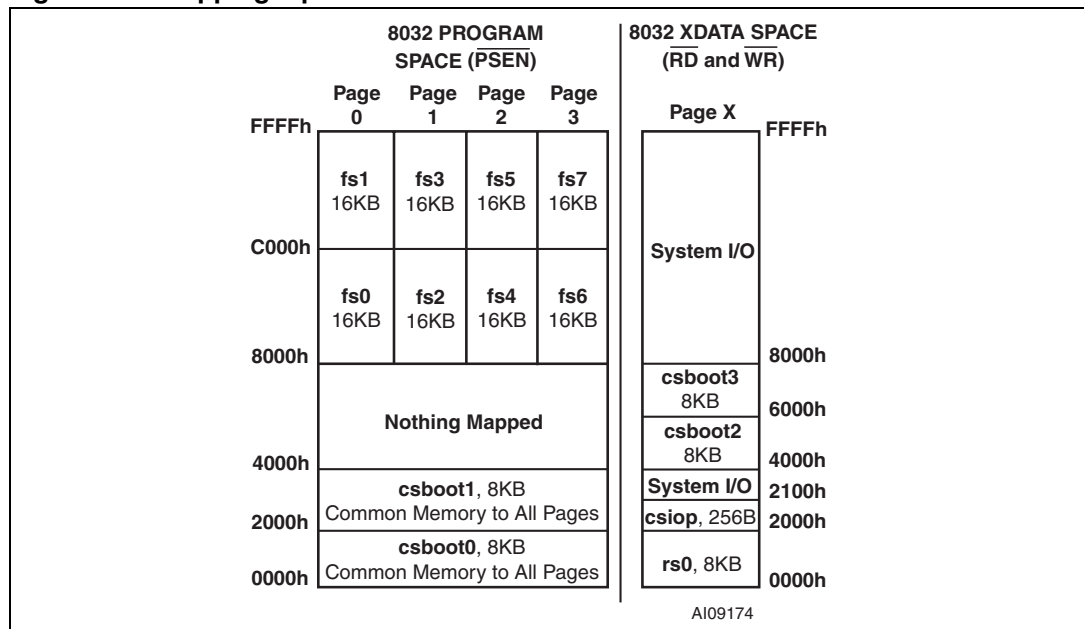 8032 PROGRAM
SPACE (PSEN)
Page 0
Page 1
Page 2
Page 3
FFFFh
fs1
16KB
fs3
16KB
fs5
16KB
fs7
16KB
C000h
fs0
16KB
fs2
16KB
fs4
16KB
fs6
16KB
8000h
Nothing Mapped
4000h
csboot1, 8KB
Common Memory to All Pages
2000h
csboot0, 8KB
Common Memory to All Pages
0000h
8032 XDATA SPACE
(RD and WR)
Page X
FFFFh
System I/O
8000h
csboot3
8KB
6000h
csboot2
8KB
4000h
System I/O
2100h
csiop, 256B
2000h
rs0, 8KB
0000h
AI09174